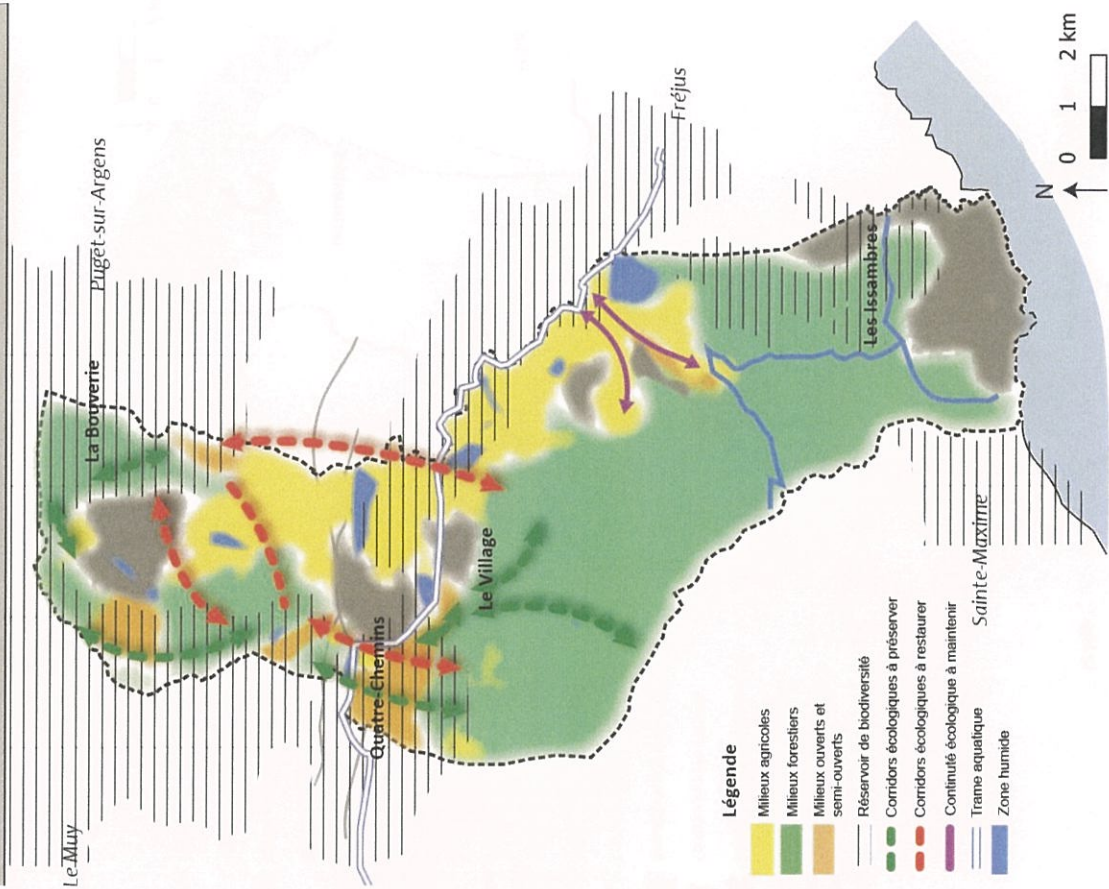 Le Muy
Puget-sur-Argens
La Bouverie
Quatre-Chemins
Le Village
Fréjus
Les Issambres
Sainte-Maxime
Légende
Milieux agricoles
Milieux forestiers
Milieux ouverts et
semi-ouverts
Réservoir de biodiversité
Corridors écologiques à préserver
Corridors écologiques à restaurer
Continuté écologique à maintenir
Trame aquatique
Zone humide
N
0 1 2 km